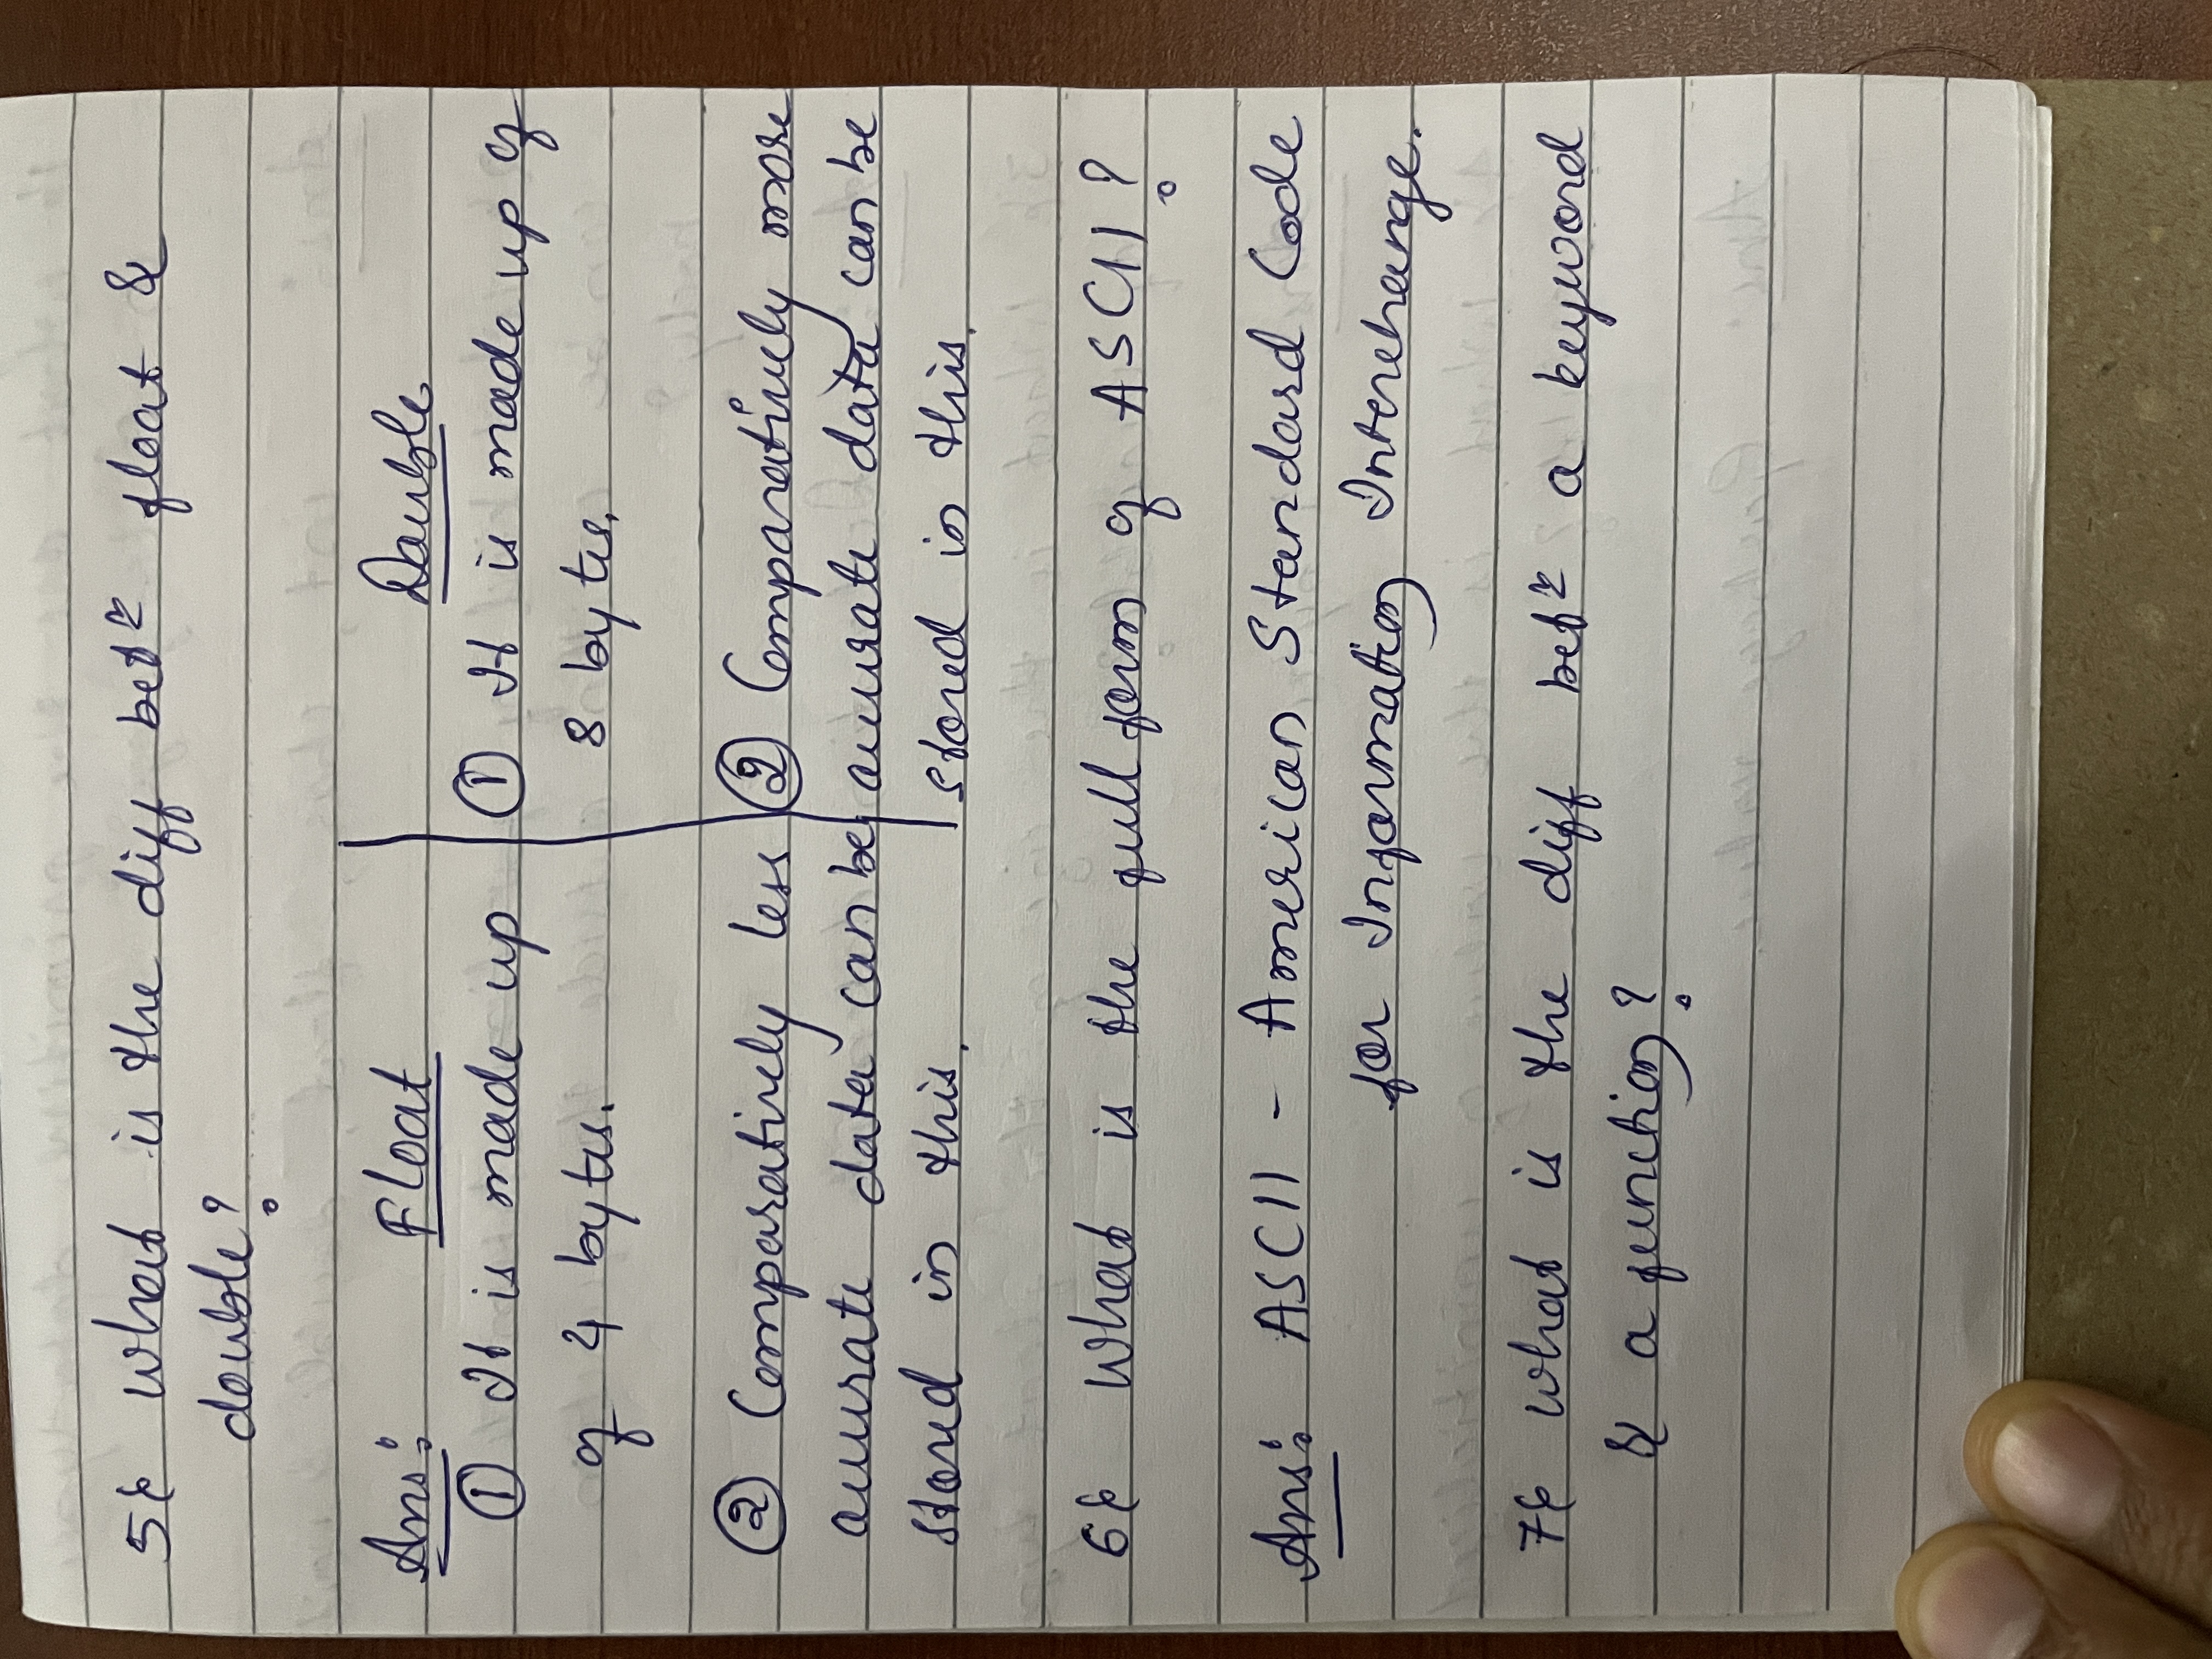 5} What is the diff betⁿ float &
double?
Ans: Float
① It is made up
of 4 bytes.
② Comparatively less
accurate data can be
stored in this.
Double
① It is made up of
8 bytes.
② Comparatively more
accurate data can be
stored in this.
6} What is the full form of ASCII?
Ans: ASCII - American Standard Code
for Information Interchange.
7} What is the diff betⁿ a keyword
& a function?